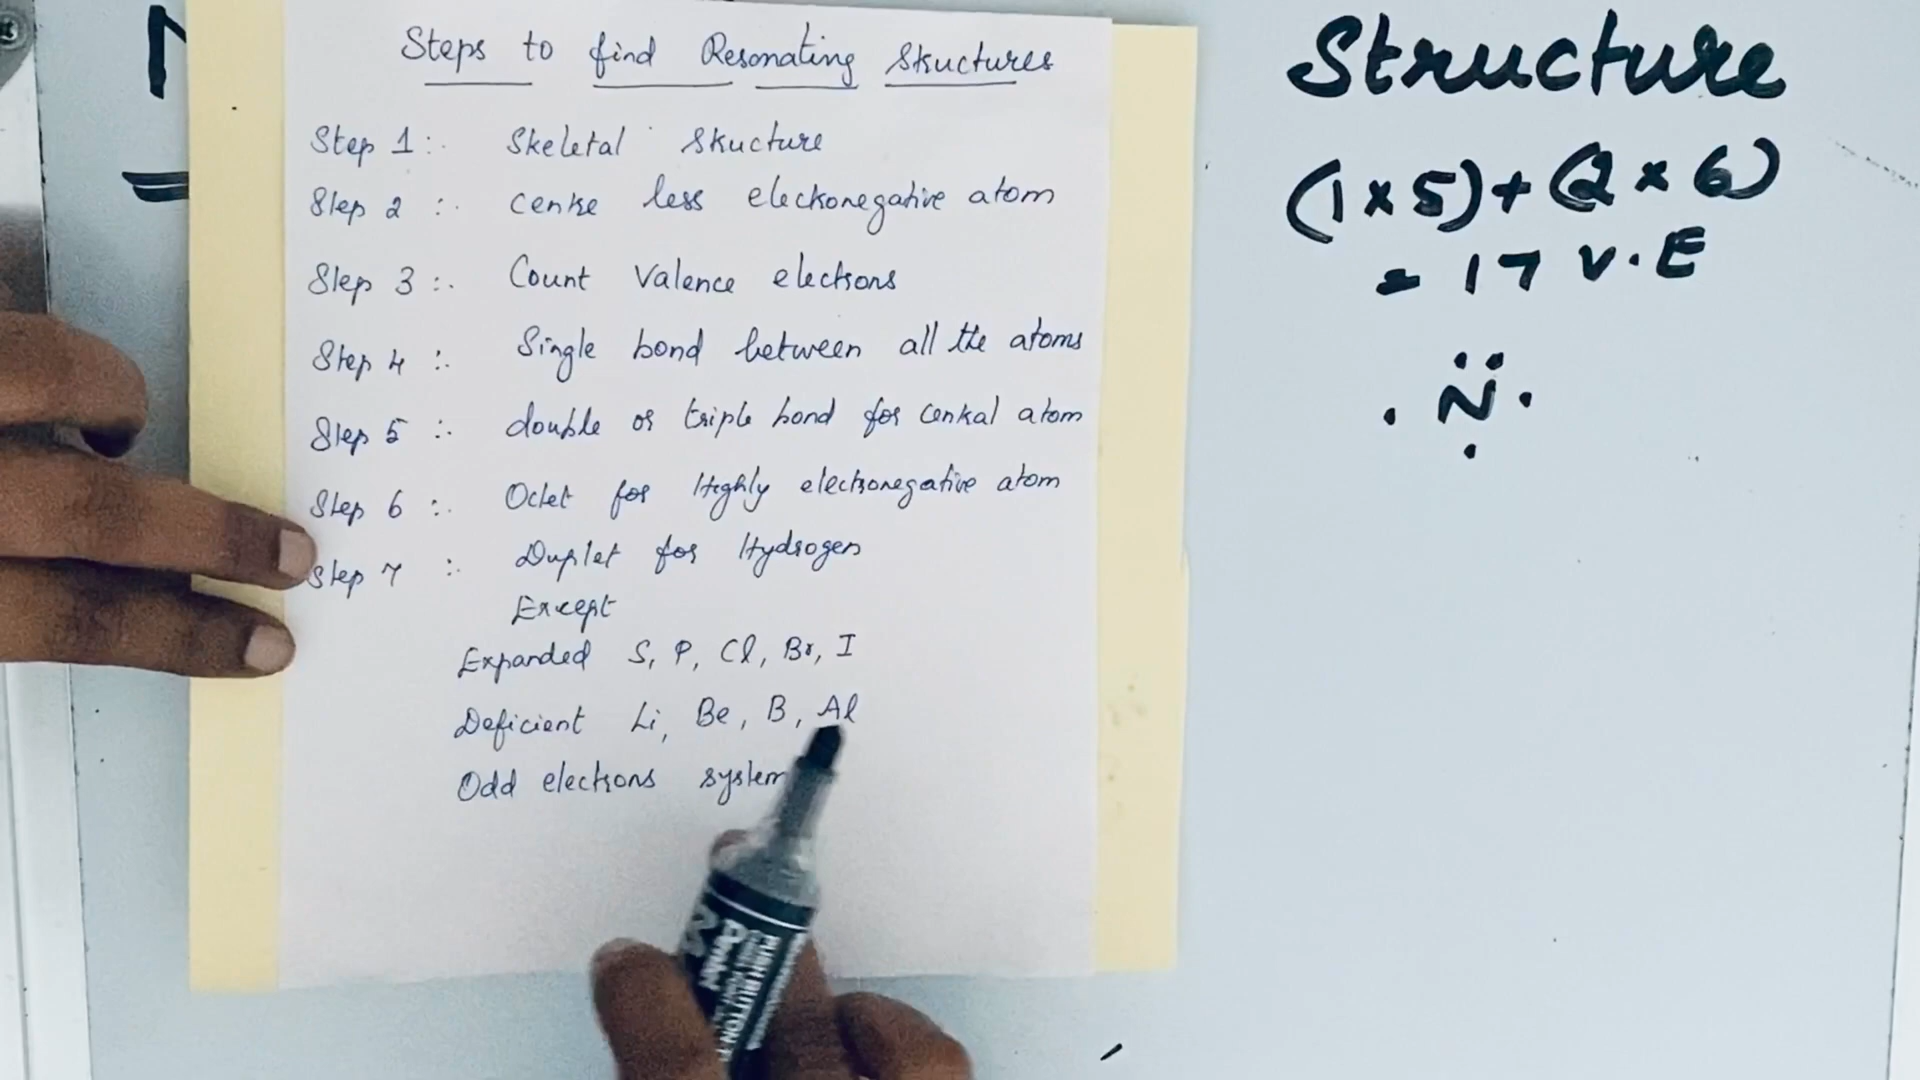 Steps to find Resonating Structures
Step 1 :. Skeletal Structure
Step 2 :. centre less electronegative atom
Step 3 :. Count Valence electrons
Step 4 :. Single bond between all the atoms
Step 5 :. double or triple bond for central atom
Step 6 :. Octet for Highly electronegative atom
Step 7 :. Duplet for Hydrogen
Except
Expanded S, P, Cl, Br, I
Deficient Li, Be, B, Al
Odd electrons system
Structure
(1 x 5) + (2 x 6)
= 17 V.E
N